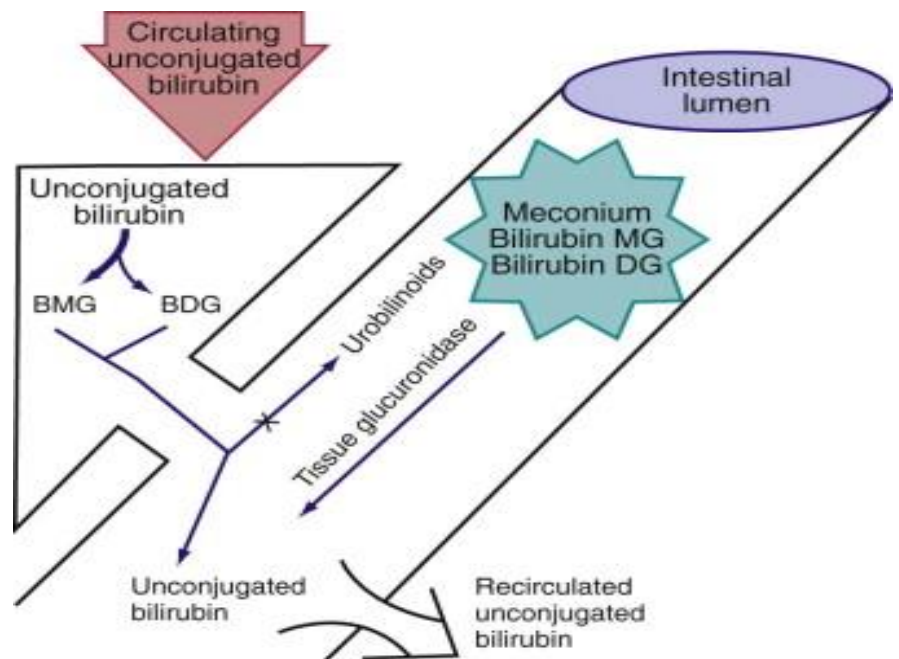 Circulating
unconjugated
bilirubin
Intestinal
lumen
Unconjugated
bilirubin
Meconium
Bilirubin MG
Bilirubin DG
BMG
BDG
Urobilinoids
Tissue glucuronidase
Unconjugated
bilirubin
Recirculated
unconjugated
bilirubin